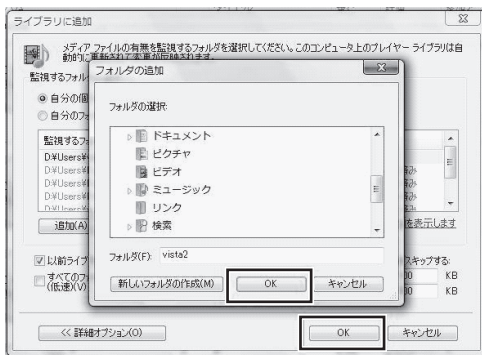 ライブラリに追加
メディア ファイルの有無を監視するフォルダを選択してください。このコンピュータ上のプレイヤー ライブラリは自
動的に更新されて変更が反映されます。
監視するフォル
自分の個
自分のフォ
監視するフォ
D:¥Users¥
D:¥Users¥
D:¥Users¥
D:¥Users¥
追加(A)
を表示します
以前ライブ
スキップする:
KB
すべてのフ
(低速)(V)
KB
<< 詳細オプション(O)
OK
キャンセル
フォルダの追加
フォルダの選択:
ドキュメント
ピクチャ
ビデオ
ミュージック
リンク
検索
フォルダ(F): vista2
新しいフォルダの作成(M)
OK
キャンセル